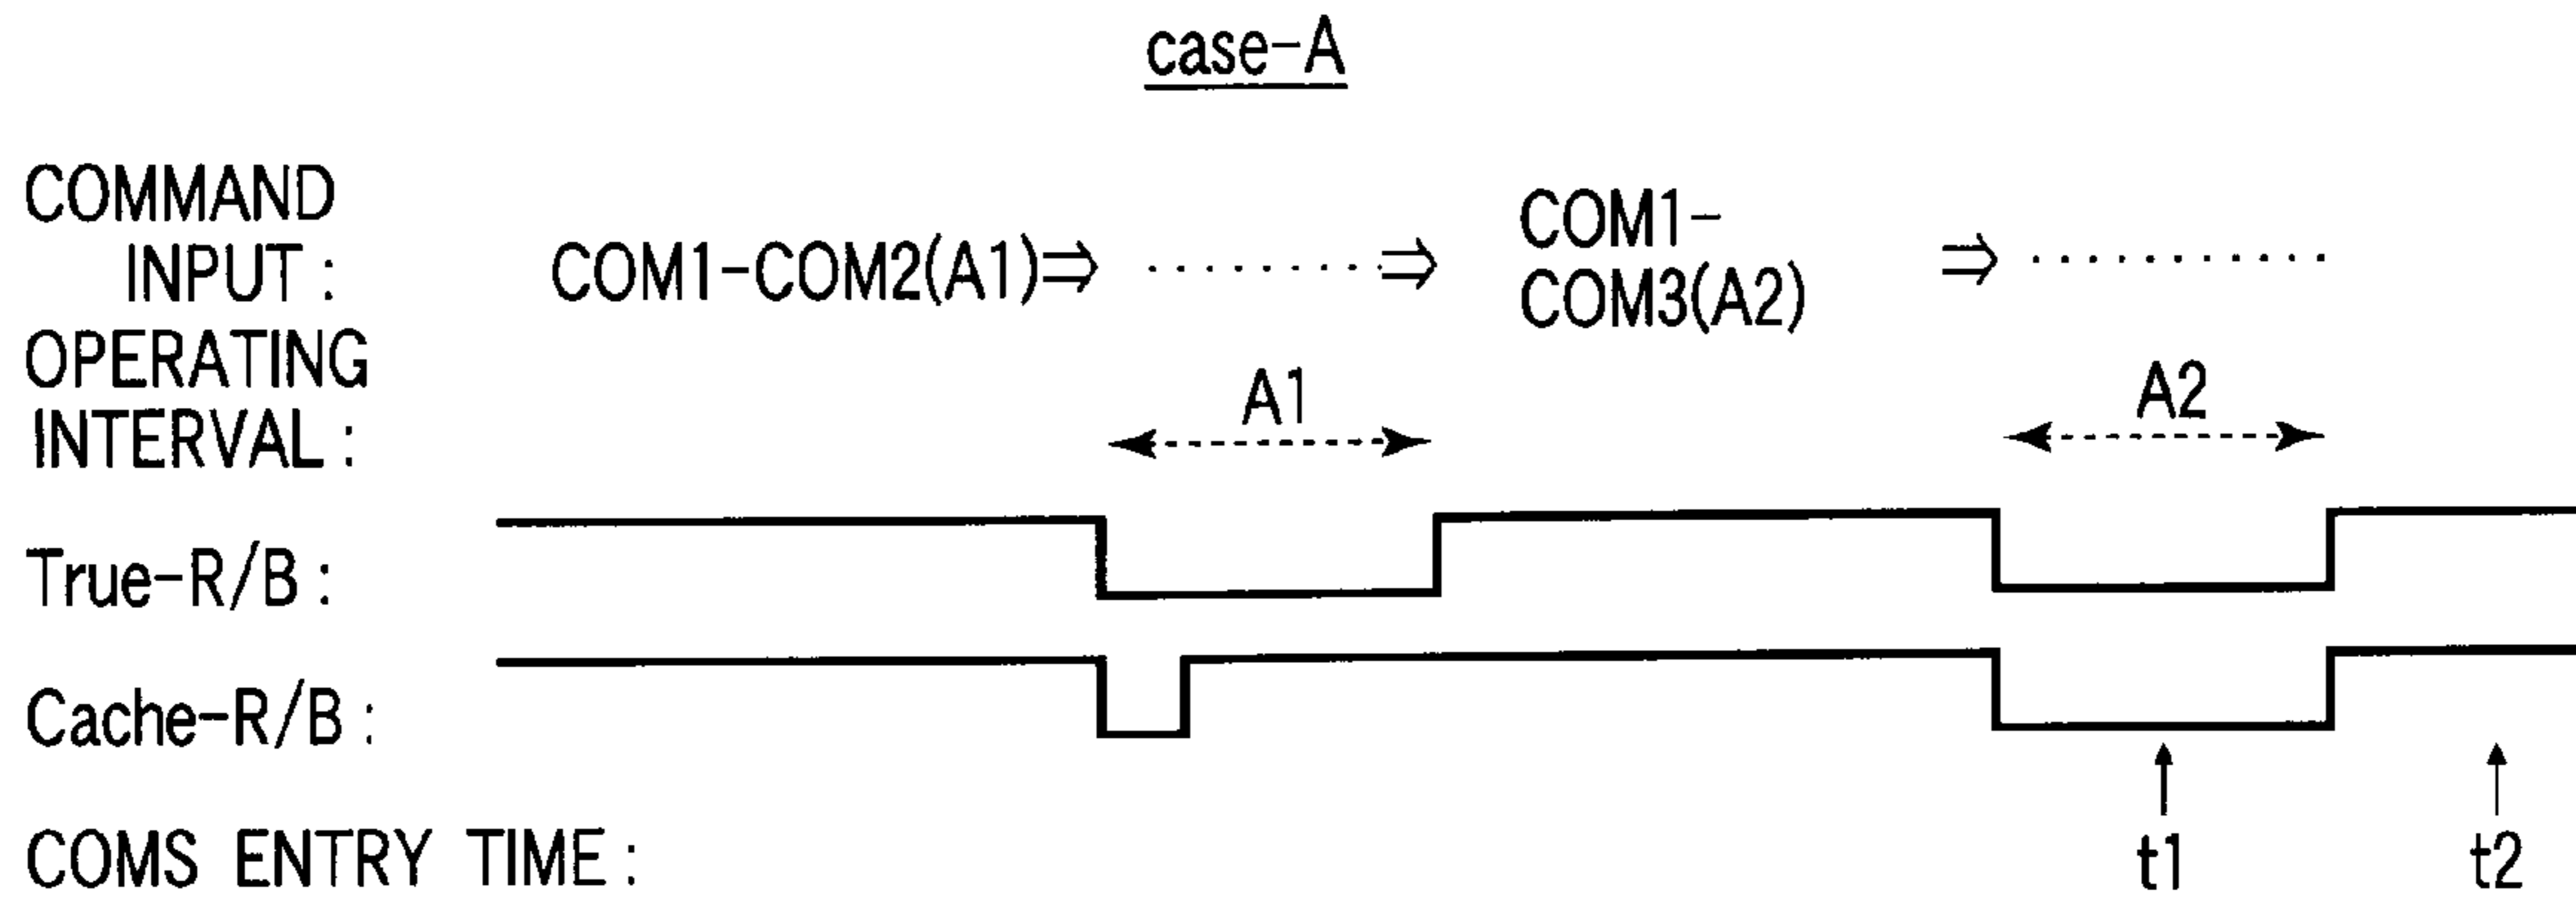 case-A
COMMAND
INPUT :
COM1-COM2(A1)⇒ ·········⇒
COM1-
COM3(A2)
⇒ ···········
OPERATING
INTERVAL :
A1
A2
True-R/B :
Cache-R/B :
COMS ENTRY TIME :
t1
t2